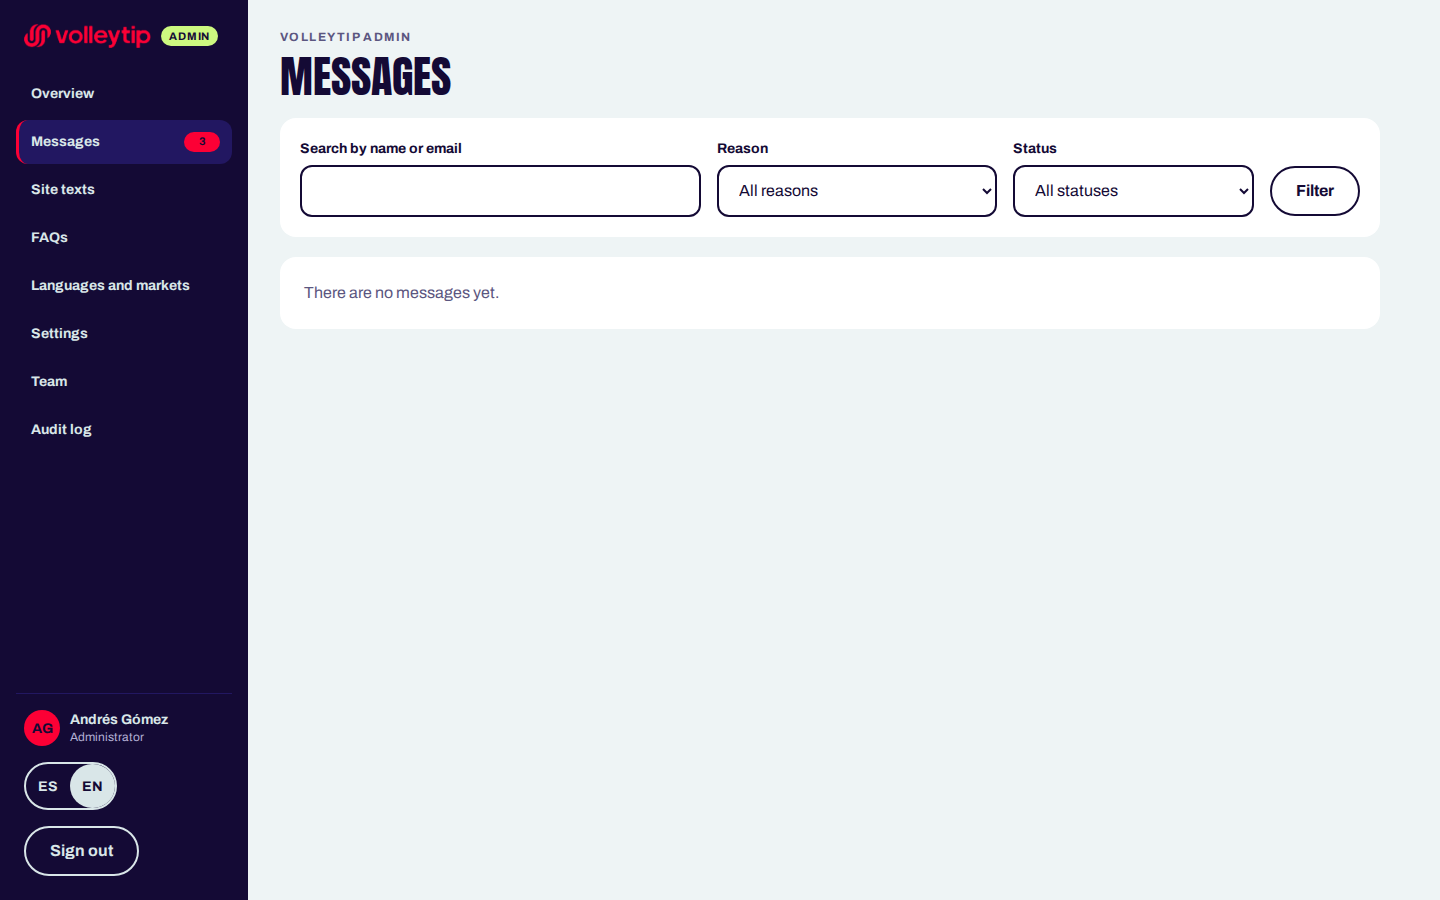 volleytip ADMIN
Overview
Messages 3
Site texts
FAQs
Languages and markets
Settings
Team
Audit log
AG Andrés Gómez
Administrator
ES EN
Sign out
VOLLEYTIP ADMIN
MESSAGES
Search by name or email
Reason
All reasons
Status
All statuses
Filter
There are no messages yet.